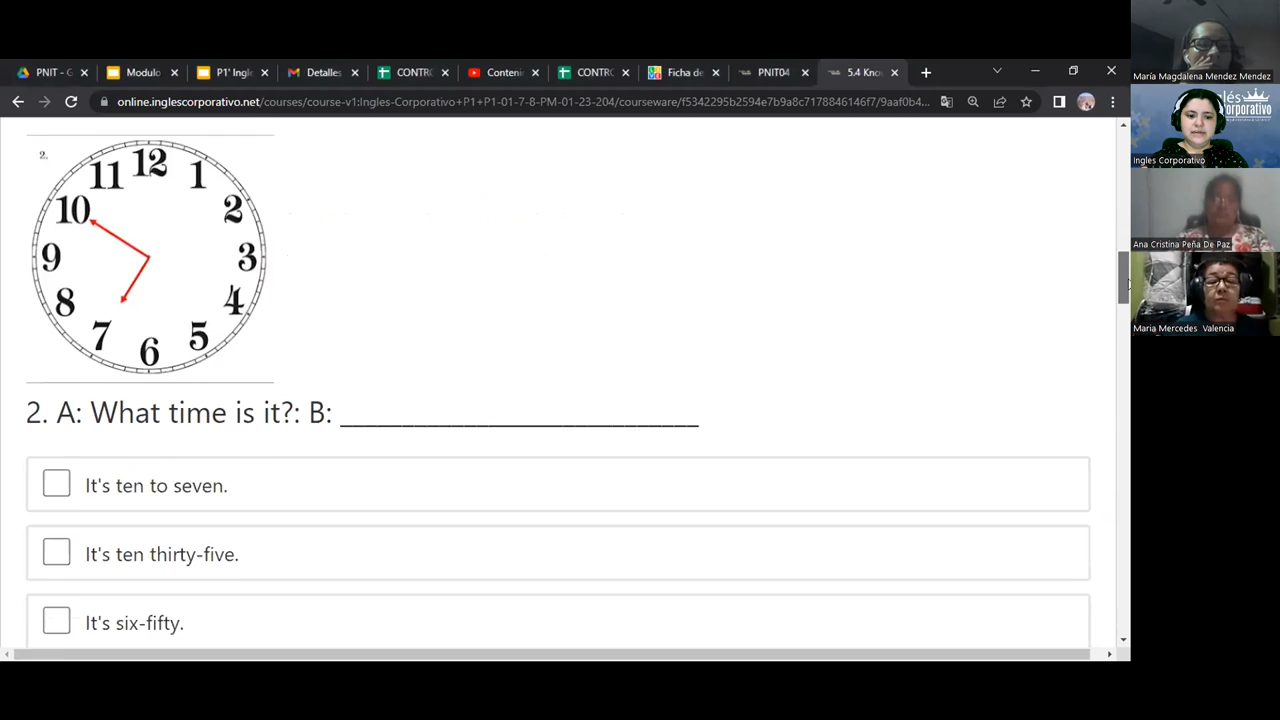 PNIT - G
Modulo
P1' Ingl
Detalles
CONTRO
Conteni
CONTRO
Ficha de
PNIT04
5.4 Kno
online.inglescorporativo.net/courses/course-v1:Ingles-Corporativo+P1+P1-01-7-8-PM-01-23-204/courseware/f5342295b2594e7b9a8c7178846146f7/9aaf0b4...
2.
12
11
1
10
2
9
3
8
4
7
5
6
2. A: What time is it?: B: ____________________________
It's ten to seven.
It's ten thirty-five.
It's six-fifty.
María Magdalena Mendez Mendez
Ingles Corporativo
Ana Cristina Peña De Paz
Maria Mercedes Valencia